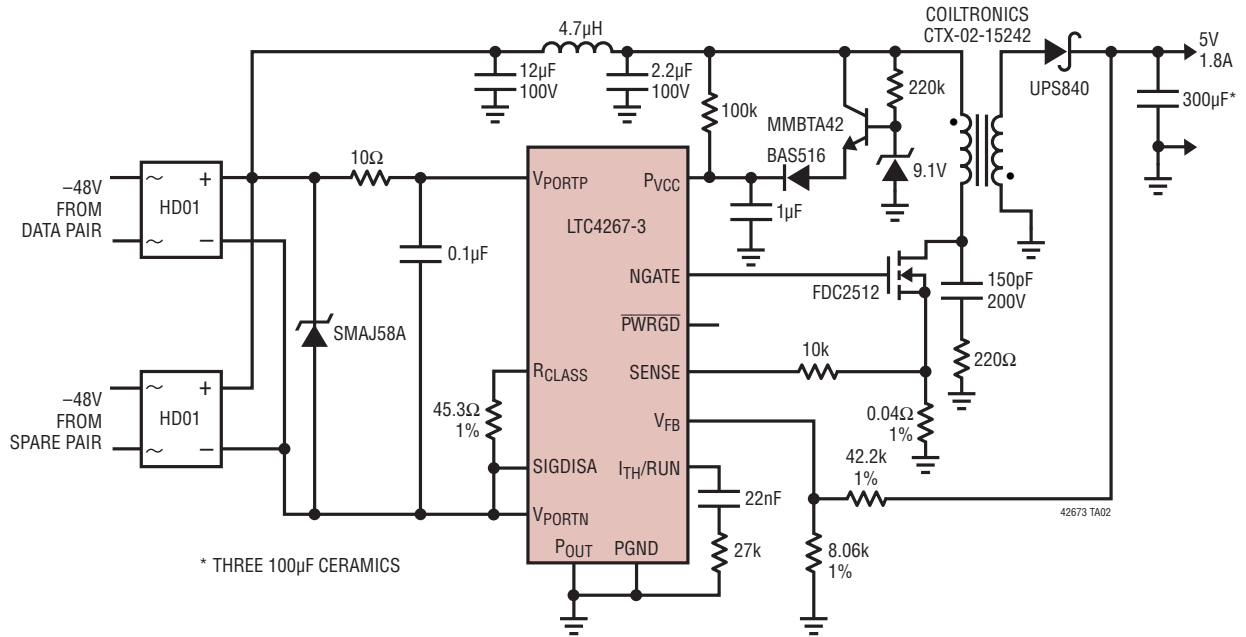 COILTRONICS
CTX-02-15242
4.7µH
5V
1.8A
12µF
100V
2.2µF
100V
220k
UPS840
300µF*
100k
MMBTA42
BAS516
9.1V
10Ω
–48V
FROM
DATA PAIR
~
+
HD01
~
–
VPORTP
PVCC
LTC4267-3
1µF
0.1µF
NGATE
FDC2512
150pF
200V
PWRGD
SMAJ58A
10k
220Ω
RCLASS
SENSE
–48V
FROM
SPARE PAIR
~
+
HD01
~
–
45.3Ω
1%
VFB
0.04Ω
1%
SIGDISA
ITH/RUN
42.2k
1%
22nF
VPORTN
42673 TA02
POUT
PGND
27k
8.06k
1%
* THREE 100µF CERAMICS